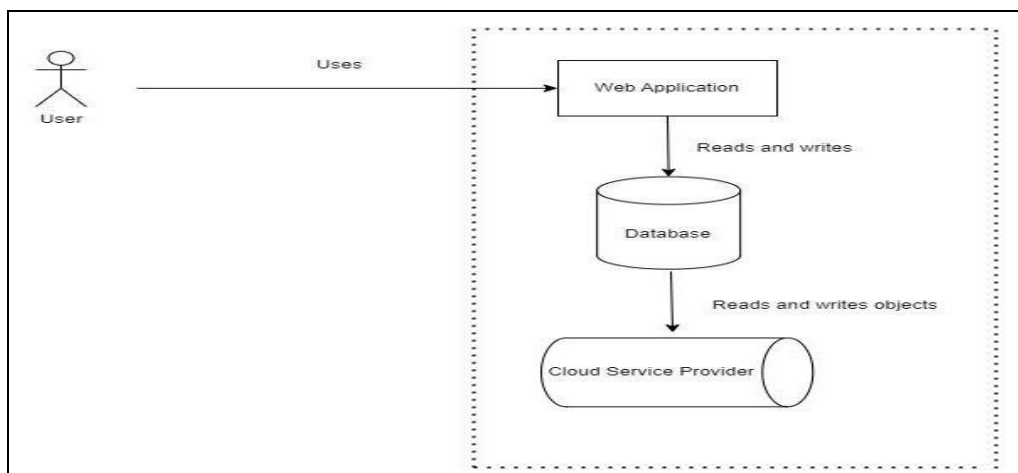 Uses
Web Application
User
Reads and writes
Database
Reads and writes objects
Cloud Service Provider